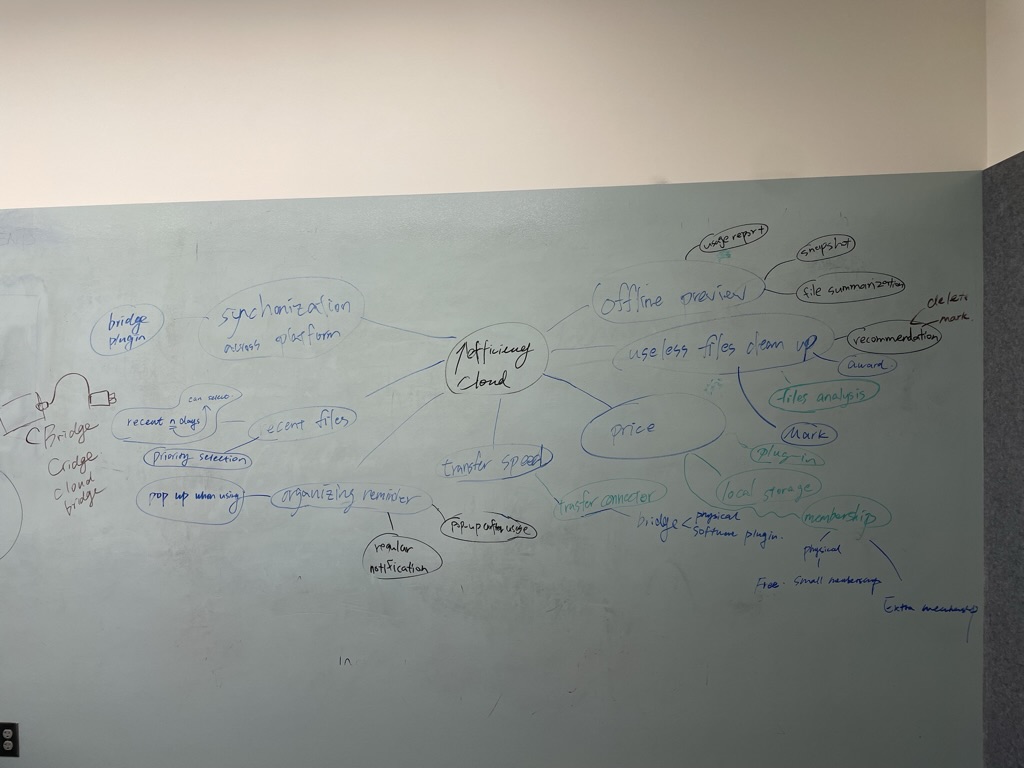 usage report
snapshot
offline preview
file summarization
delete
mark.
synchonization
across platform
bridge
plugin
efficiency
cloud
useless files clean up
recommendation
award
files analysis
can select
recent n days
recent files
price
Mark
CBridge
Cridge
cloud
bridge
priority selection
transfer speed
plug in
local storage
pop up when using
organizing reminder
trasfer connecter
membership
pop-up after usage
bridge <
physical
software plugin.
regular
notification
physical
Free. Small membership
Extra membership
In